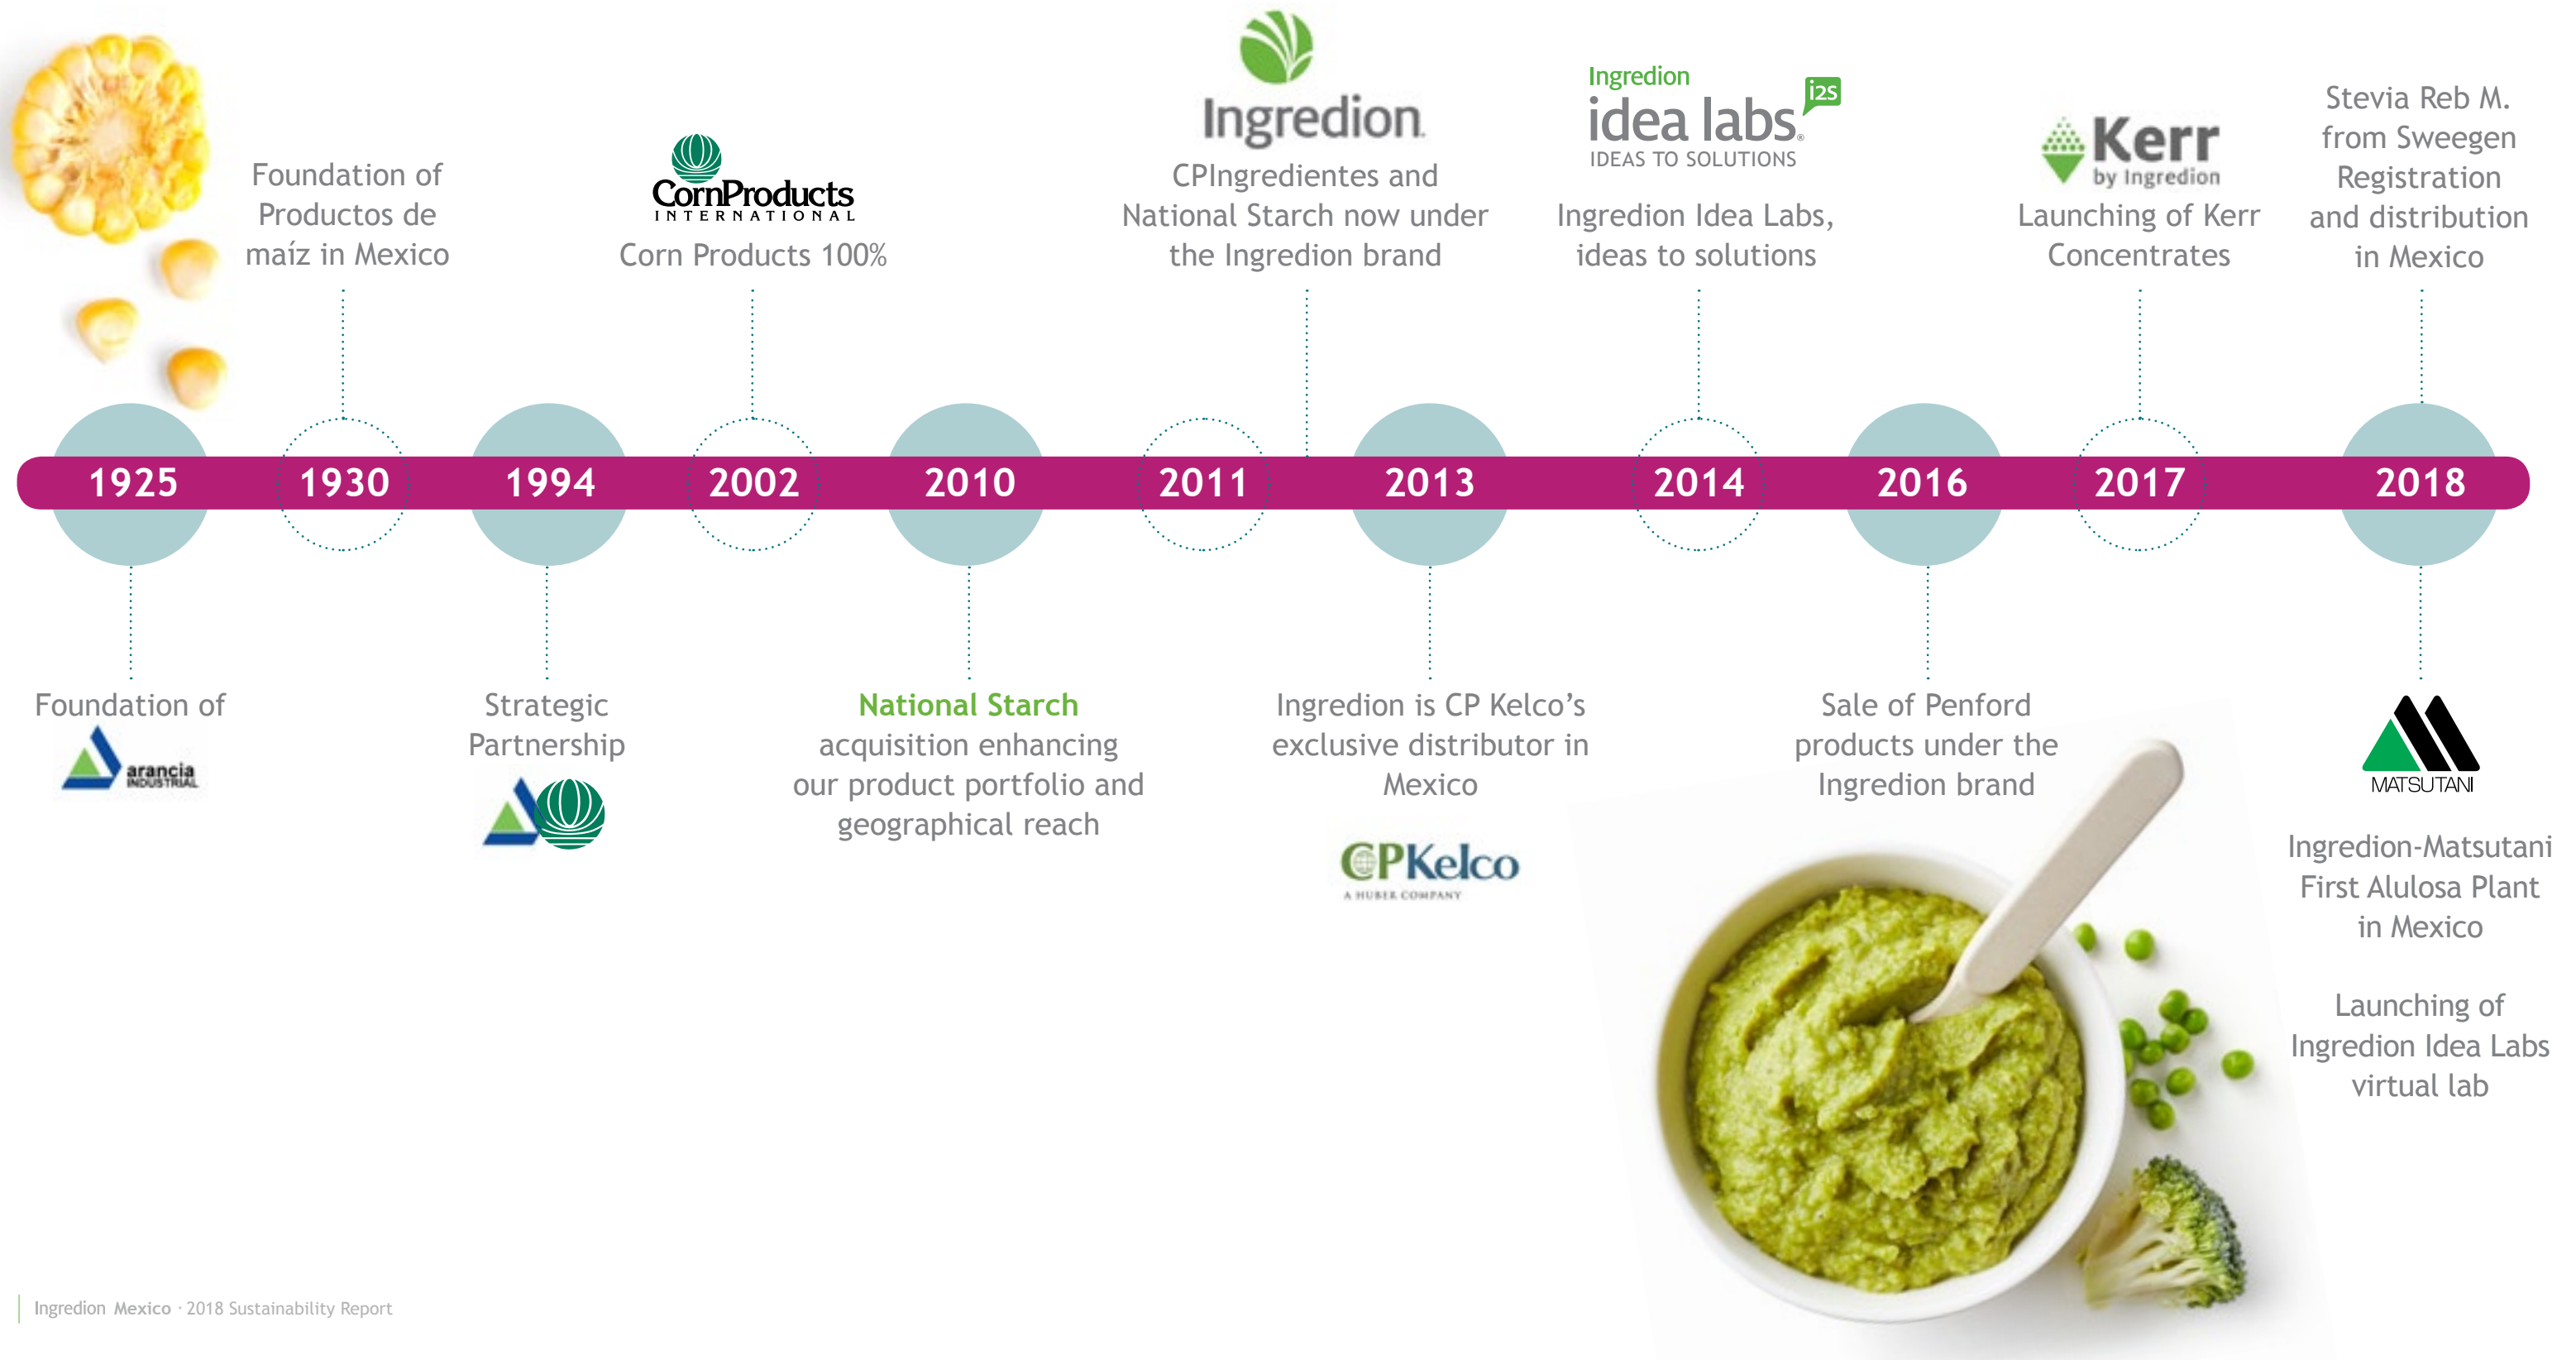 Foundation of
Productos de
maíz in Mexico
CornProducts
INTERNATIONAL
Corn Products 100%
Ingredion
CPIngredientes and
National Starch now under
the Ingredion brand
Ingredion
idea labs® i2s
IDEAS TO SOLUTIONS
Ingredion Idea Labs,
ideas to solutions
Kerr
by Ingredion
Launching of Kerr
Concentrates
Stevia Reb M.
from Sweegen
Registration
and distribution
in Mexico
1925 1930 1994 2002 2010 2011 2013 2014 2016 2017 2018
Foundation of
arancia
INDUSTRIAL
Strategic
Partnership
National Starch
acquisition enhancing
our product portfolio and
geographical reach
Ingredion is CP Kelco’s
exclusive distributor in
Mexico
CPKelco
A HUBER COMPANY
Sale of Penford
products under the
Ingredion brand
MATSUTANI
Ingredion-Matsutani
First Alulosa Plant
in Mexico
Launching of
Ingredion Idea Labs
virtual lab
Ingredion Mexico · 2018 Sustainability Report